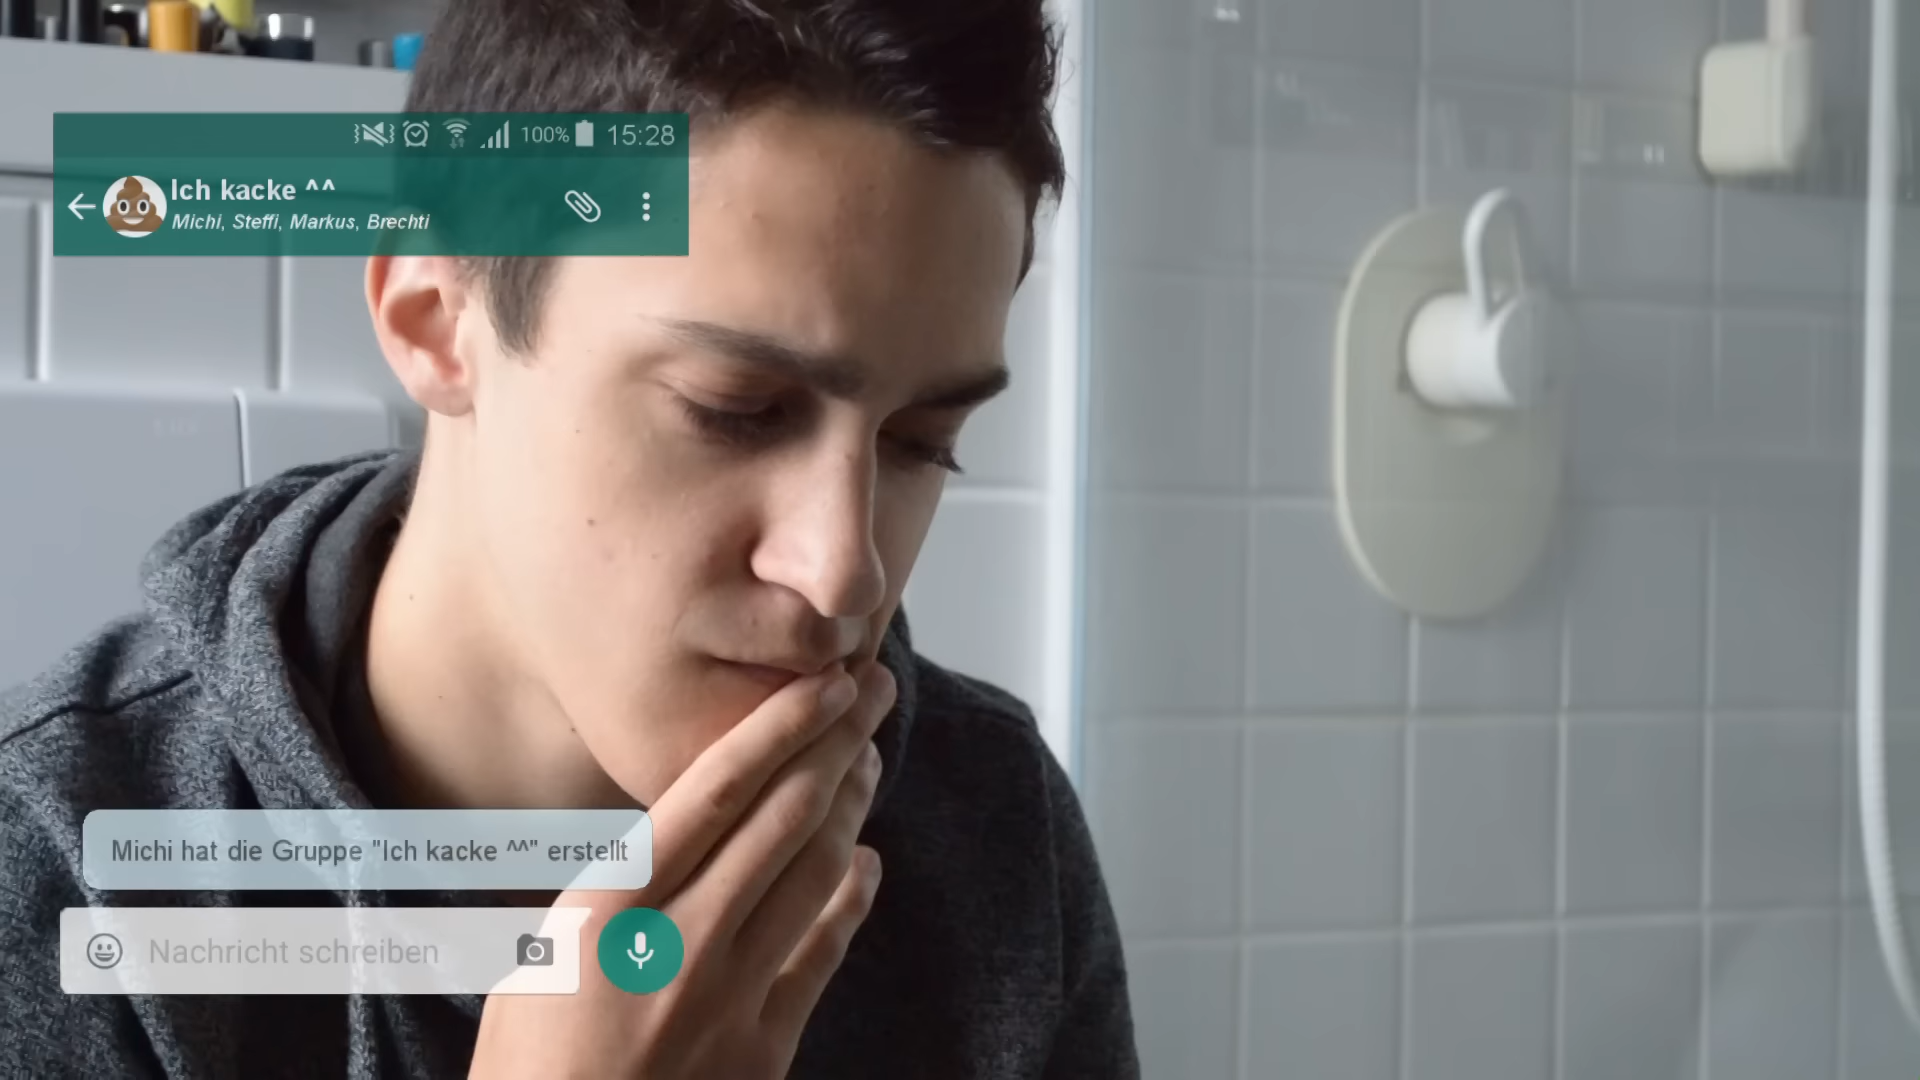 100% 15:28
Ich kacke ^^
Michi, Steffi, Markus, Brechti
Michi hat die Gruppe "Ich kacke ^^" erstellt
Nachricht schreiben